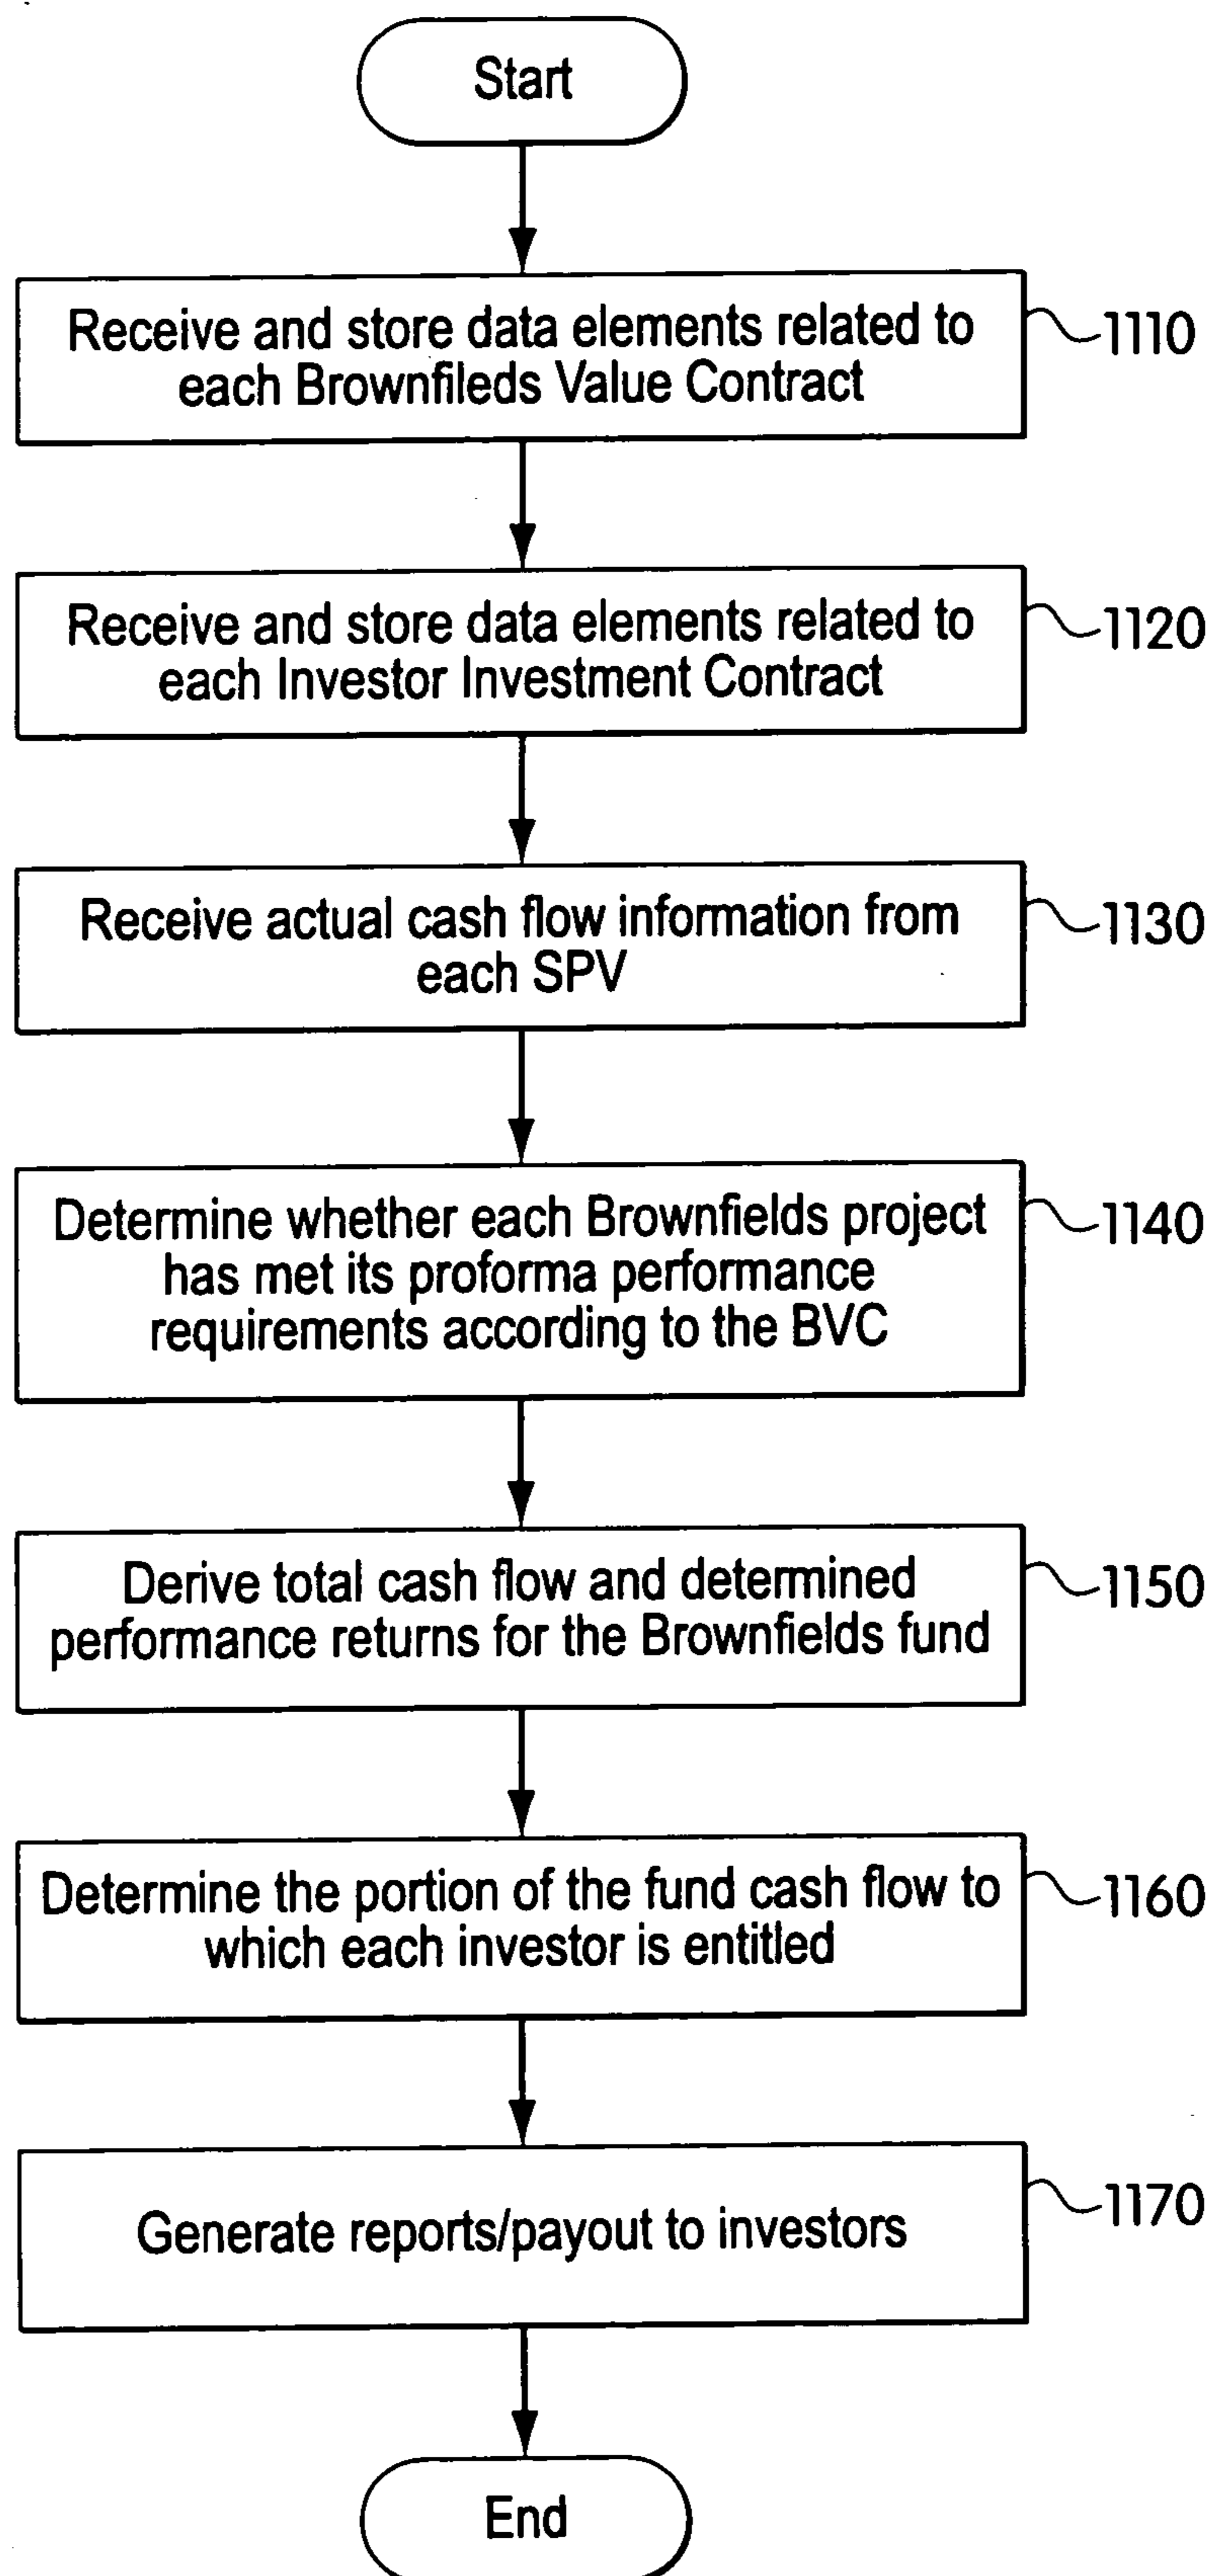 Start
Receive and store data elements related to
each Brownfileds Value Contract
1110
Receive and store data elements related to
each Investor Investment Contract
1120
Receive actual cash flow information from
each SPV
1130
Determine whether each Brownfields project
has met its proforma performance
requirements according to the BVC
1140
Derive total cash flow and determined
performance returns for the Brownfields fund
1150
Determine the portion of the fund cash flow to
which each investor is entitled
1160
Generate reports/payout to investors
1170
End